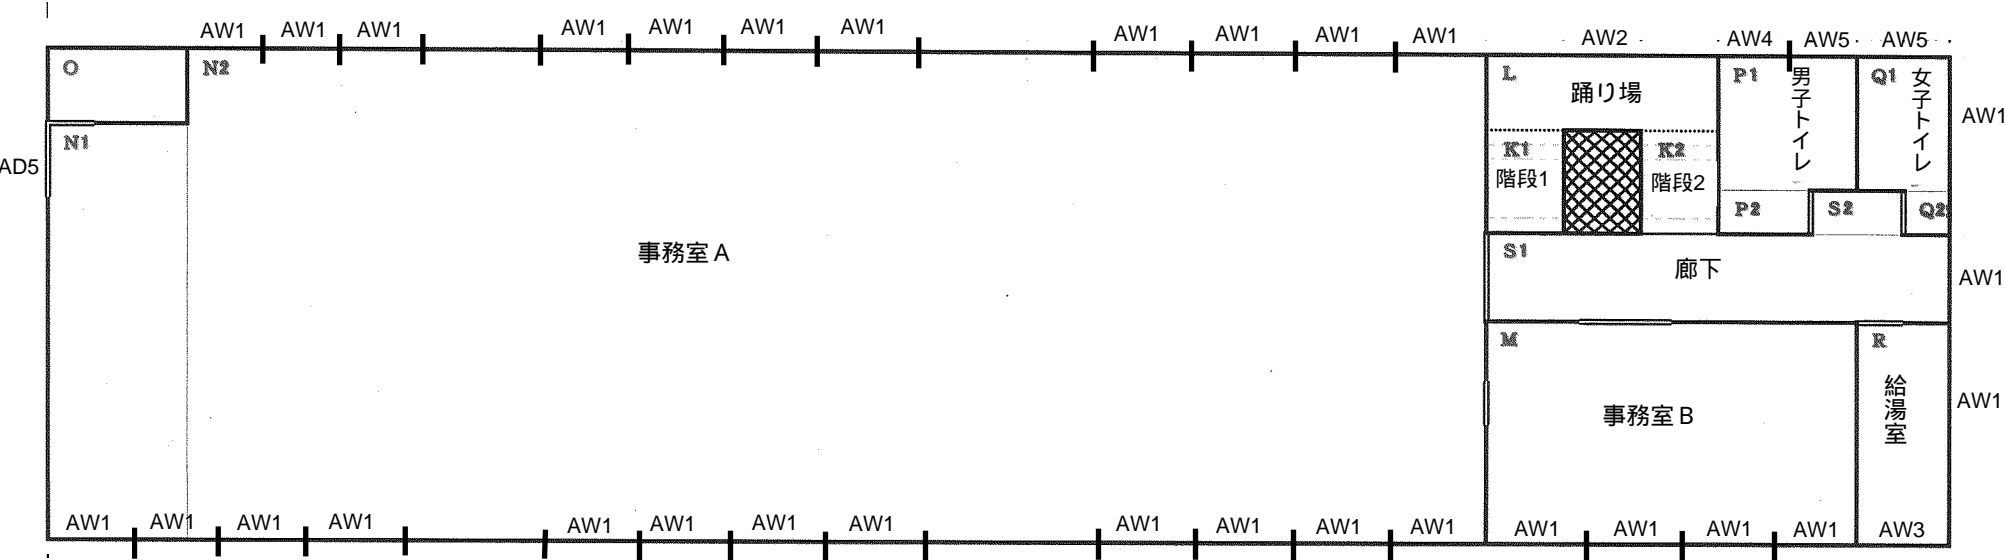 AW1 AW1 AW1 AW1 AW1 AW1 AW1 AW1 AW1 AW1 AW1 AW2 AW4 AW5 AW5
O N2 L P1 男子トイレ Q1 女子トイレ
踊り場
AW1
N1 K1 K2
AD5
階段1 階段2
P2 S2 Q2
事務室A
S1 廊下
AW1
M R
給湯室
AW1
事務室B
AW1 AW1 AW1 AW1 AW1 AW1 AW1 AW1 AW1 AW1 AW1 AW1 AW1 AW1 AW1 AW1 AW3